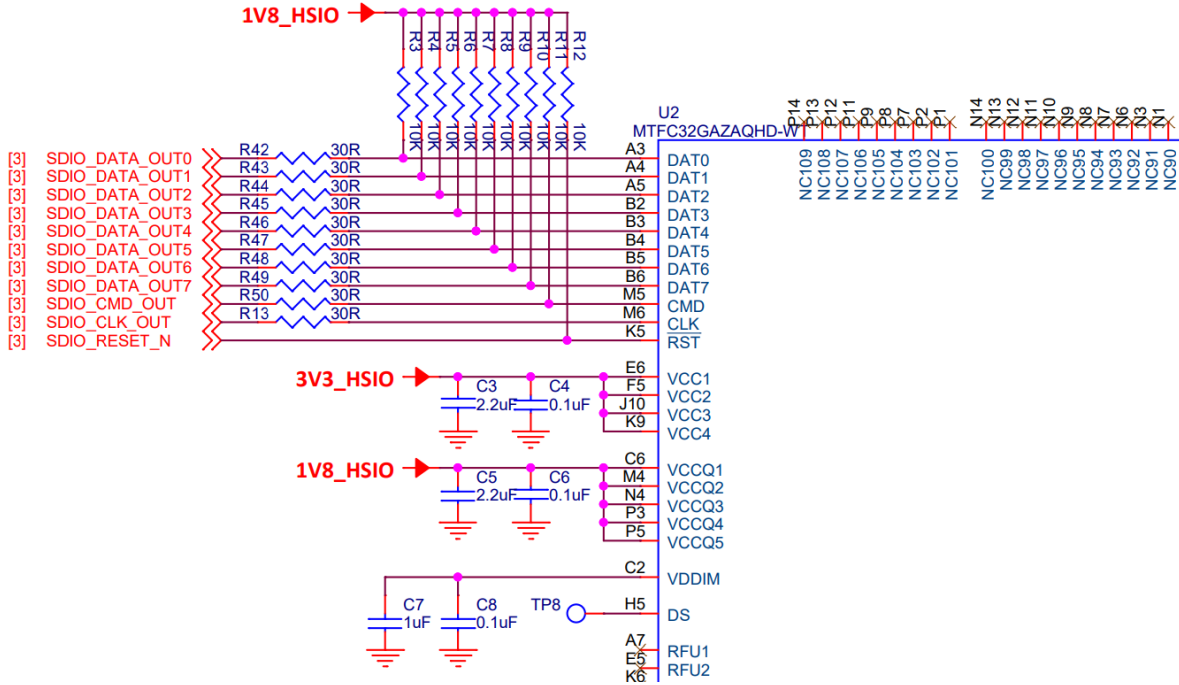 1V8_HSIO
R3
R4
R5
R6
R7
R8
R9
R10
R11
R12
10K
10K
10K
10K
10K
10K
10K
10K
10K
10K
U2
MTFC32GAZAQHD-WT
P14
P13
P12
P11
P9
P8
P7
P2
P1
N14
N13
N12
N11
N10
N9
N8
N7
N6
N3
N1
NC109
NC108
NC107
NC106
NC105
NC104
NC103
NC102
NC101
NC100
NC99
NC98
NC97
NC96
NC95
NC94
NC93
NC92
NC91
NC90
[3] SDIO_DATA_OUT0 R42 30R A3 DAT0
[3] SDIO_DATA_OUT1 R43 30R A4 DAT1
[3] SDIO_DATA_OUT2 R44 30R A5 DAT2
[3] SDIO_DATA_OUT3 R45 30R B2 DAT3
[3] SDIO_DATA_OUT4 R46 30R B3 DAT4
[3] SDIO_DATA_OUT5 R47 30R B4 DAT5
[3] SDIO_DATA_OUT6 R48 30R B5 DAT6
[3] SDIO_DATA_OUT7 R49 30R B6 DAT7
[3] SDIO_CMD_OUT R50 30R M5 CMD
[3] SDIO_CLK_OUT R13 30R M6 CLK
[3] SDIO_RESET_N K5 RST
3V3_HSIO C3 C4 E6 VCC1
2.2uF 0.1uF F5 VCC2
J10 VCC3
K9 VCC4
1V8_HSIO C5 C6 C6 VCCQ1
2.2uF 0.1uF M4 VCCQ2
N4 VCCQ3
P3 VCCQ4
P5 VCCQ5
C2 VDDIM
C7 C8 TP8 H5 DS
1uF 0.1uF
A7 RFU1
E5 RFU2
K6